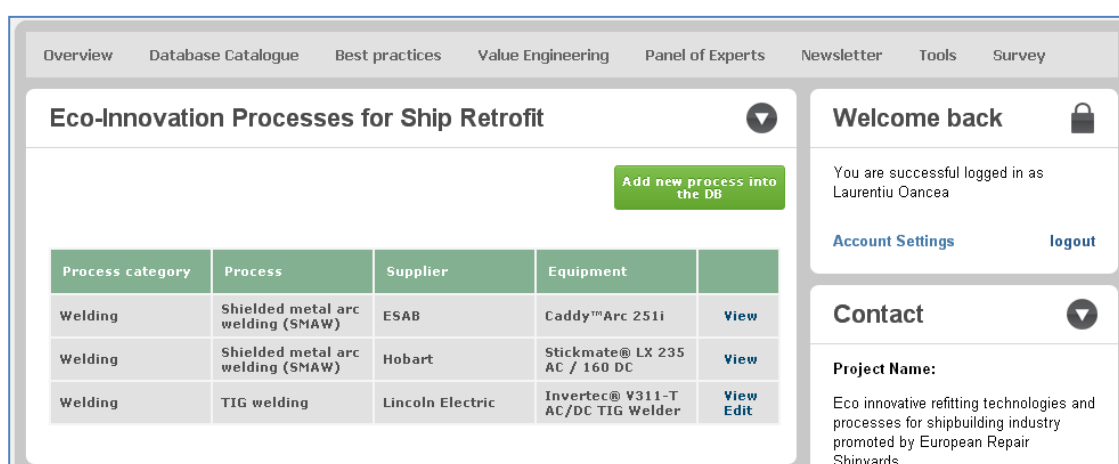 Overview Database Catalogue Best practices Value Engineering Panel of Experts Newsletter Tools Survey
Eco-Innovation Processes for Ship Retrofit
Add new process into
the DB
Process category Process Supplier Equipment
Welding Shielded metal arc welding (SMAW) ESAB Caddy™Arc 251i View
Welding Shielded metal arc welding (SMAW) Hobart Stickmate® LX 235 AC / 160 DC View
Welding TIG welding Lincoln Electric Invertec® V311-T AC/DC TIG Welder View Edit
Welcome back
You are successful logged in as
Laurentiu Oancea
Account Settings logout
Contact
Project Name:
Eco innovative refitting technologies and
processes for shipbuilding industry
promoted by European Repair
Shipyards